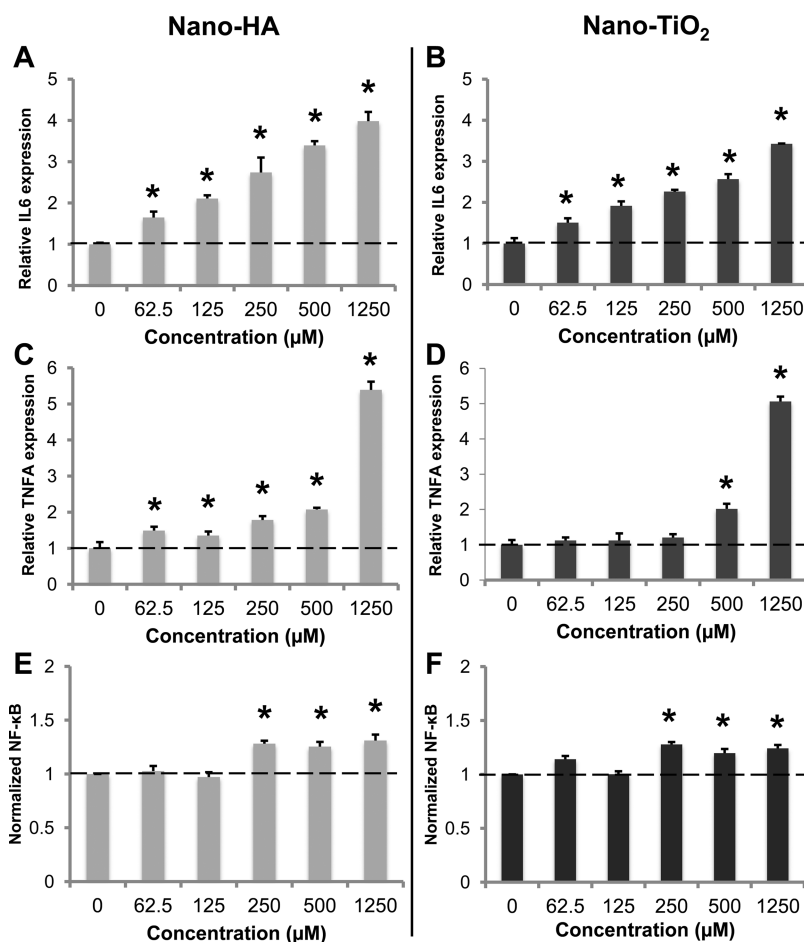 Nano-HA
Nano-TiO₂
A
Relative IL6 expression
5
4
3
2
1
0
* * * * *
0 62.5 125 250 500 1250
Concentration (µM)
B
Relative IL6 expression
5
4
3
2
1
0
* * * * *
0 62.5 125 250 500 1250
Concentration (µM)
C
Relative TNFA expression
6
5
4
3
2
1
0
* * * * *
0 62.5 125 250 500 1250
Concentration (µM)
D
Relative TNFA expression
6
5
4
3
2
1
0
* *
0 62.5 125 250 500 1250
Concentration (µM)
E
Normalized NF-κB
2
1.5
1
0.5
0
* * *
0 62.5 125 250 500 1250
Concentration (µM)
F
Normalized NF-κB
2
1.5
1
0.5
0
* * *
0 62.5 125 250 500 1250
Concentration (µM)